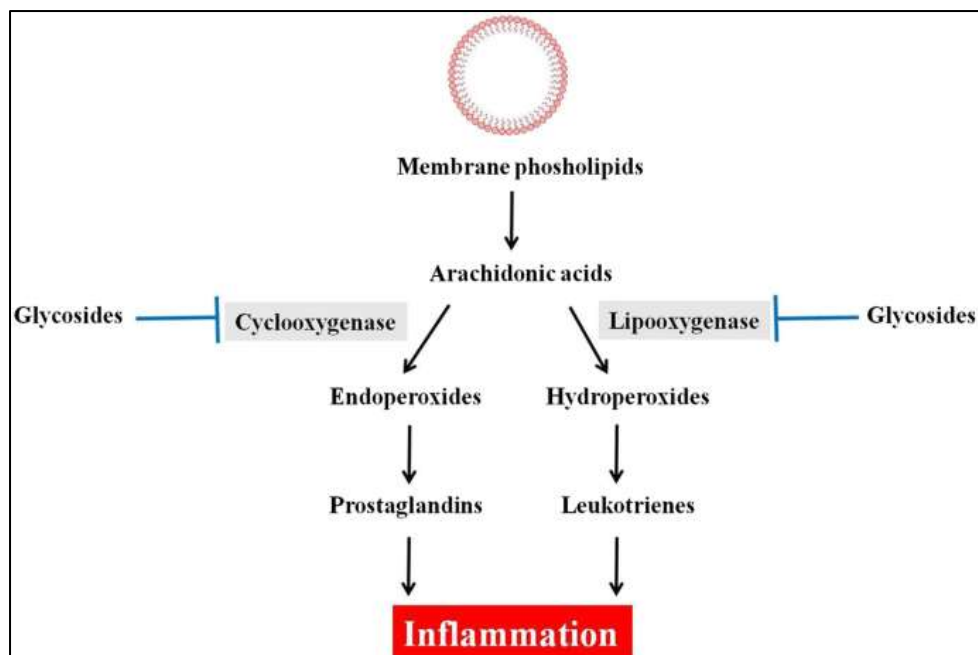 Membrane phosholipids
Arachidonic acids
Glycosides
Cyclooxygenase
Lipooxygenase
Glycosides
Endoperoxides
Hydroperoxides
Prostaglandins
Leukotrienes
Inflammation